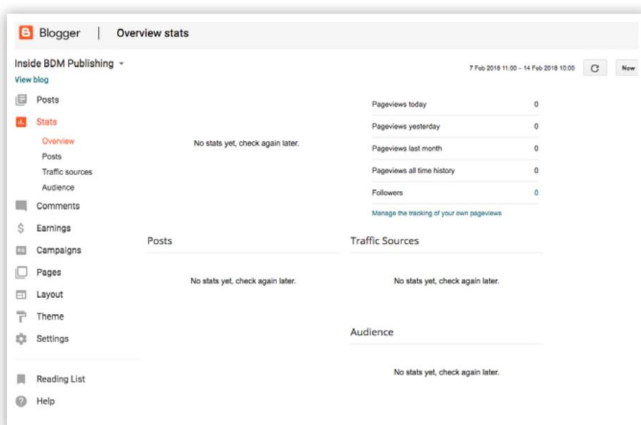 Blogger | Overview stats
Inside BDM Publishing
View blog
7 Feb 2018 11:00 – 14 Feb 2018 10:00
New
Posts
Stats
Overview
Posts
Traffic sources
Audience
Comments
Earnings
Campaigns
Pages
Layout
Theme
Settings
Reading List
Help
No stats yet, check again later.
Pageviews today 0
Pageviews yesterday 0
Pageviews last month 0
Pageviews all time history 0
Followers 0
Manage the tracking of your own pageviews
Posts
No stats yet, check again later.
Traffic Sources
No stats yet, check again later.
Audience
No stats yet, check again later.